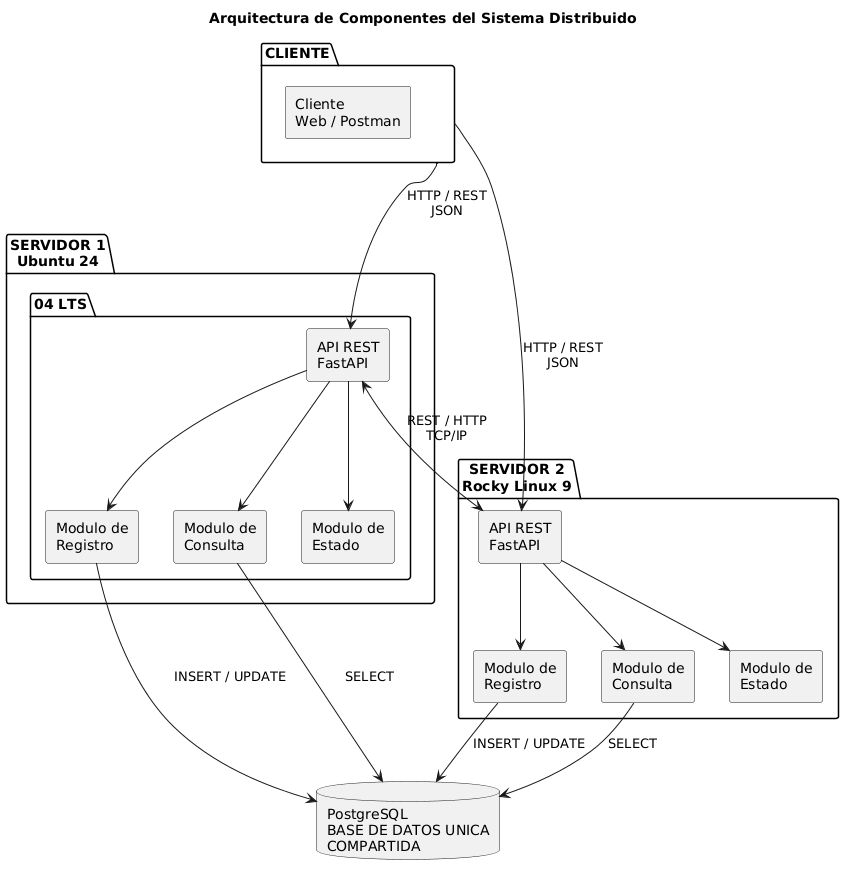 Arquitectura de Componentes del Sistema Distribuido
CLIENTE
Cliente
Web / Postman
HTTP / REST
JSON
SERVIDOR 1
Ubuntu 24
04 LTS
API REST
FastAPI
HTTP / REST
JSON
REST / HTTP
TCP/IP
SERVIDOR 2
Rocky Linux 9
Modulo de
Registro
Modulo de
Consulta
Modulo de
Estado
API REST
FastAPI
Modulo de
Registro
Modulo de
Consulta
Modulo de
Estado
INSERT / UPDATE
SELECT
INSERT / UPDATE
SELECT
PostgreSQL
BASE DE DATOS UNICA
COMPARTIDA